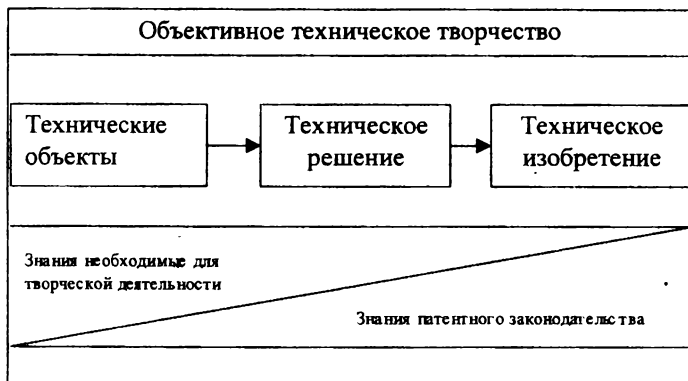 Объективное техническое творчество
Технические
объекты
Техническое
решение
Техническое
изобретение
Знания необходимые для
творческой деятельности
Знания патентного законодательства